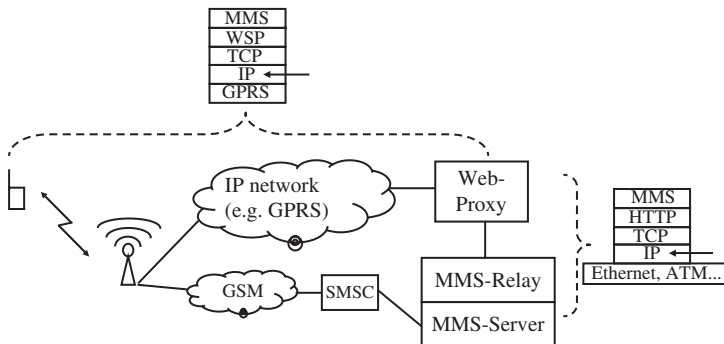 MMS
WSP
TCP
IP
GPRS
IP network
(e.g. GPRS)
Web-
Proxy
MMS
HTTP
TCP
IP
Ethernet, ATM...
MMS-Relay
GSM
SMSC
MMS-Server